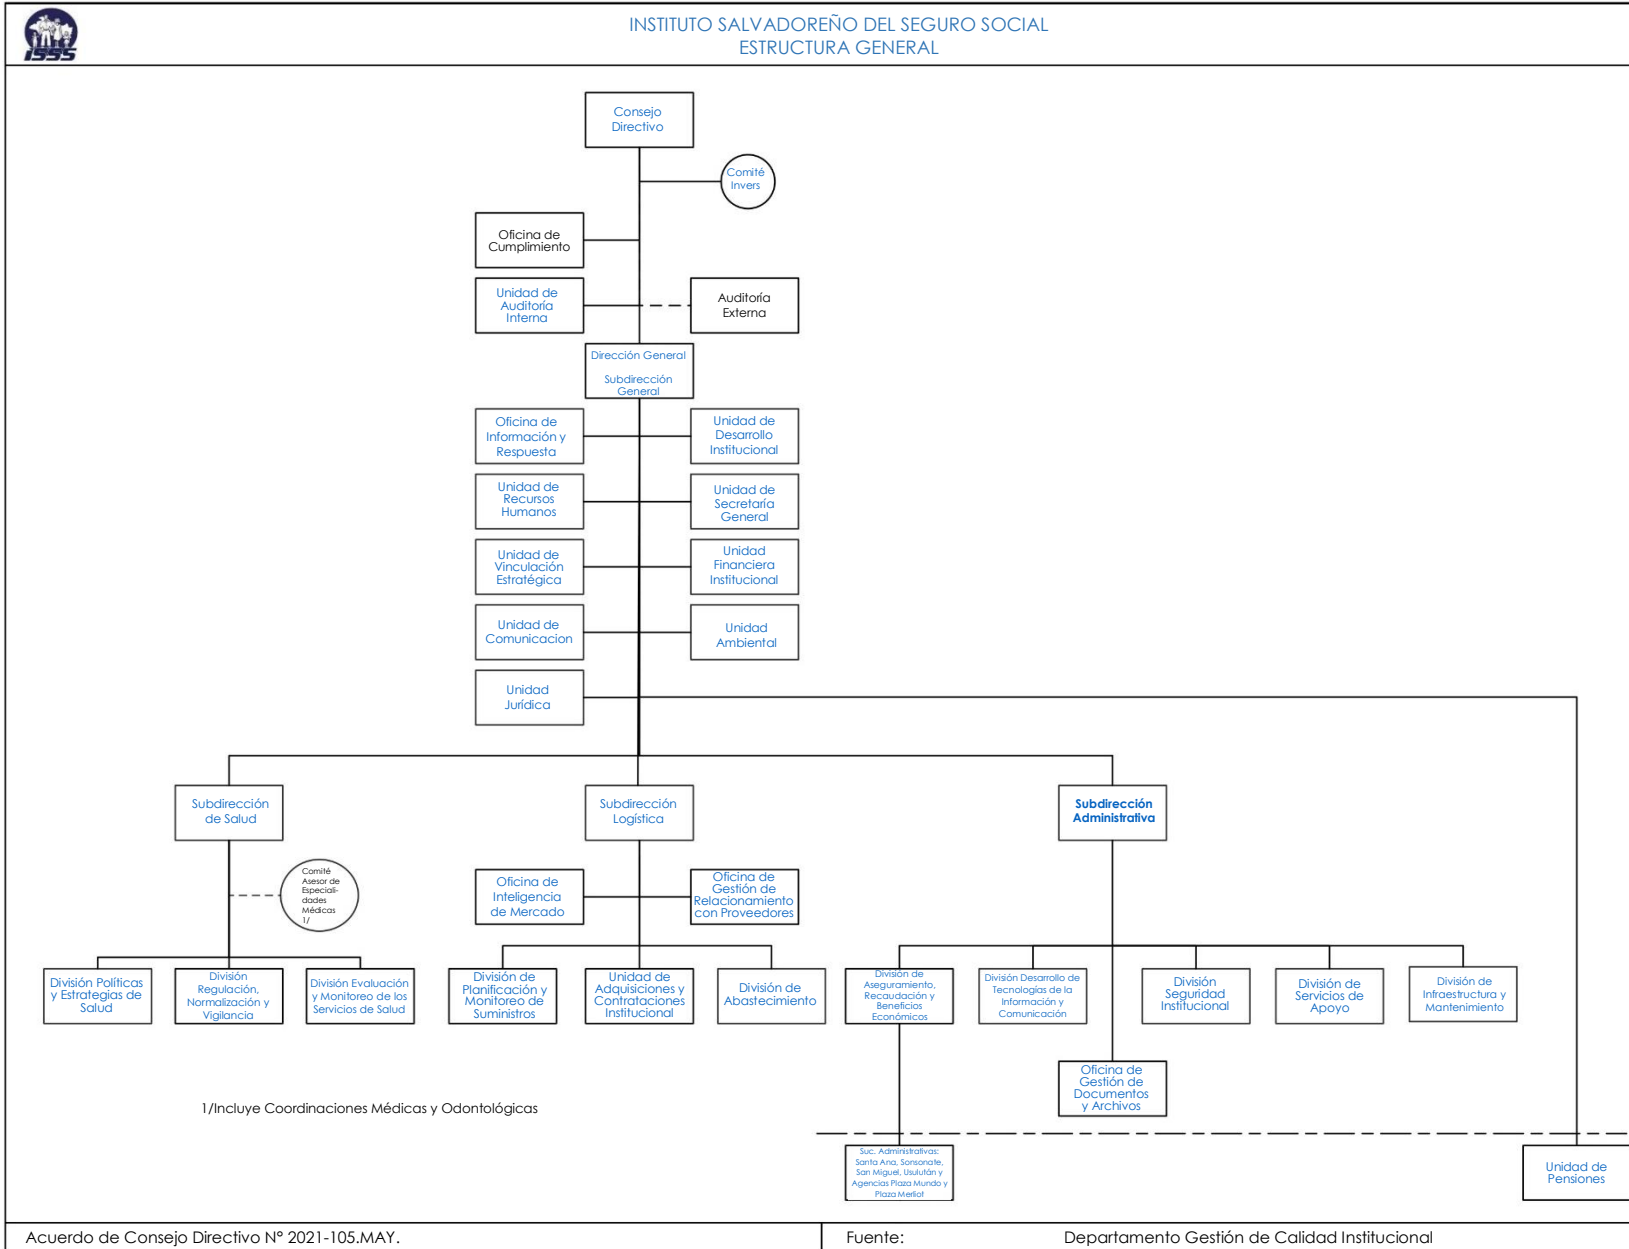 ISSS
INSTITUTO SALVADOREÑO DEL SEGURO SOCIAL
ESTRUCTURA GENERAL
Consejo
Directivo
Comité
Invers
Oficina de
Cumplimiento
Unidad de
Auditoría
Interna
Auditoría
Externa
Dirección General
Subdirección
General
Oficina de
Información y
Respuesta
Unidad de
Desarrollo
Institucional
Unidad de
Recursos
Humanos
Unidad de
Secretaría
General
Unidad de
Vinculación
Estratégica
Unidad
Financiera
Institucional
Unidad de
Comunicacion
Unidad
Ambiental
Unidad
Jurídica
Subdirección
de Salud
Subdirección
Logística
Subdirección
Administrativa
Comité
Asesor de
Especiali-
dades
Médicas
1/
Oficina de
Inteligencia
de Mercado
Oficina de
Gestión de
Relacionamiento
con Proveedores
División Políticas
y Estrategias de
Salud
División
Regulación,
Normalización y
Vigilancia
División Evaluación
y Monitoreo de los
Servicios de Salud
División de
Planificación y
Monitoreo de
Suministros
Unidad de
Adquisiciones y
Contrataciones
Institucional
División de
Abastecimiento
División de
Aseguramiento,
Recaudación y
Beneficios
Económicos
División Desarrollo de
Tecnologías de la
Información y
Comunicación
División
Seguridad
Institucional
División de
Servicios de
Apoyo
División de
Infraestructura y
Mantenimiento
Oficina de
Gestión de
Documentos
y Archivos
1/Incluye Coordinaciones Médicas y Odontológicas
Suc. Administrativas:
Santa Ana, Sonsonate,
San Miguel, Usulután y
Agencias Plaza Mundo y
Plaza Merliot
Unidad de
Pensiones
Acuerdo de Consejo Directivo N° 2021-105.MAY.
Fuente: Departamento Gestión de Calidad Institucional